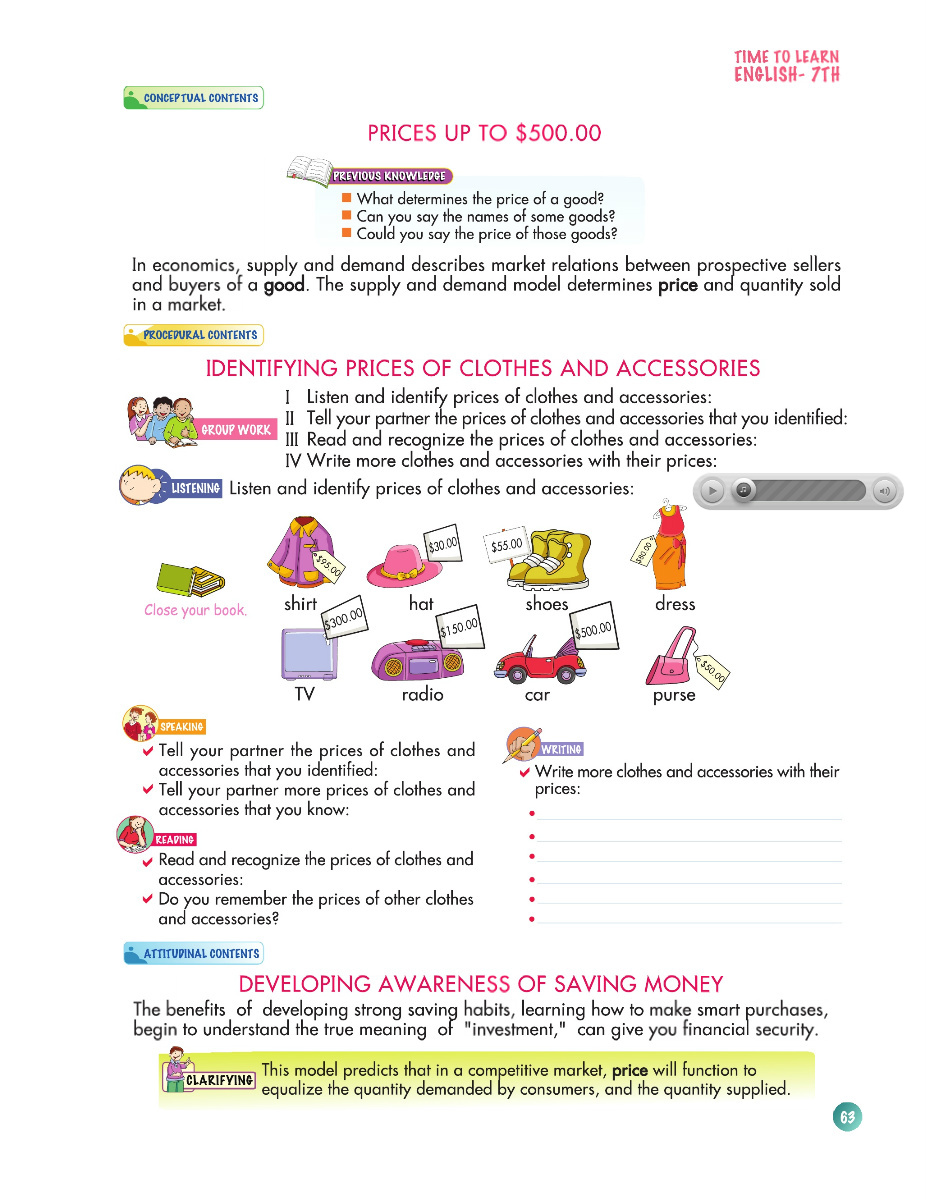 TIME TO LEARN
ENGLISH- 7TH
CONCEPTUAL CONTENTS
PRICES UP TO $500.00
PREVIOUS KNOWLEDGE
What determines the price of a good?
Can you say the names of some goods?
Could you say the price of those goods?
In economics, supply and demand describes market relations between prospective sellers
and buyers of a good. The supply and demand model determines price and quantity sold
in a market.
PROCEDURAL CONTENTS
IDENTIFYING PRICES OF CLOTHES AND ACCESSORIES
GROUP WORK
I Listen and identify prices of clothes and accessories:
II Tell your partner the prices of clothes and accessories that you identified:
III Read and recognize the prices of clothes and accessories:
IV Write more clothes and accessories with their prices:
LISTENING Listen and identify prices of clothes and accessories:
$95.00
$30.00
$55.00
Close your book.
shirt hat shoes dress
$300.00
$150.00
$500.00
$50.00
TV radio car purse
SPEAKING
Tell your partner the prices of clothes and
accessories that you identified:
Tell your partner more prices of clothes and
accessories that you know:
READING
Read and recognize the prices of clothes and
accessories:
Do you remember the prices of other clothes
and accessories?
WRITING
Write more clothes and accessories with their
prices:
ATTITUDINAL CONTENTS
DEVELOPING AWARENESS OF SAVING MONEY
The benefits of developing strong saving habits, learning how to make smart purchases,
begin to understand the true meaning of "investment," can give you financial security.
CLARIFYING
This model predicts that in a competitive market, price will function to
equalize the quantity demanded by consumers, and the quantity supplied.
63